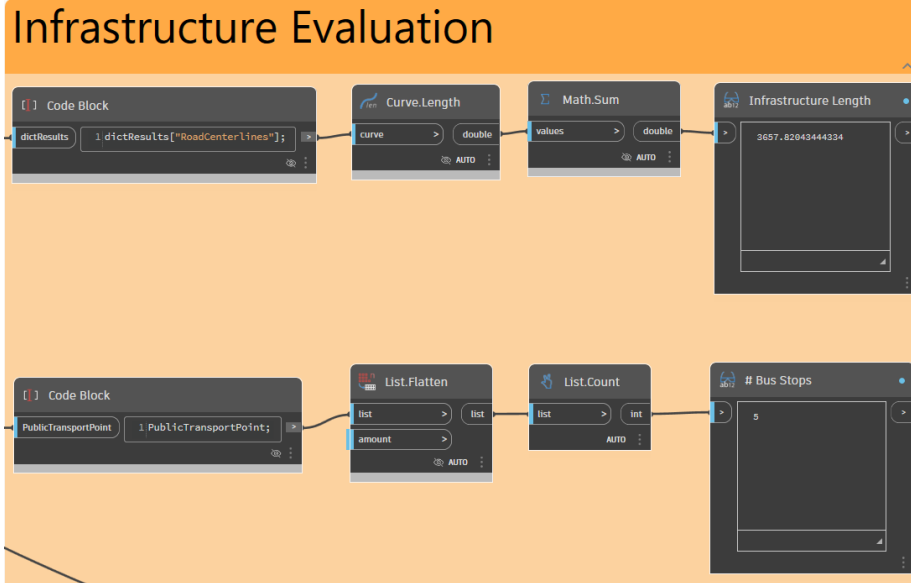 Infrastructure Evaluation
Code Block
dictResults
1 dictResults["RoadCenterlines"];
>
Curve.Length
curve > double
AUTO
Math.Sum
values > double
AUTO
Infrastructure Length
> >
3657.82043444334
Code Block
PublicTransportPoint
1 PublicTransportPoint;
>
List.Flatten
list > list
amount >
AUTO
List.Count
list > int
AUTO
# Bus Stops
> >
5